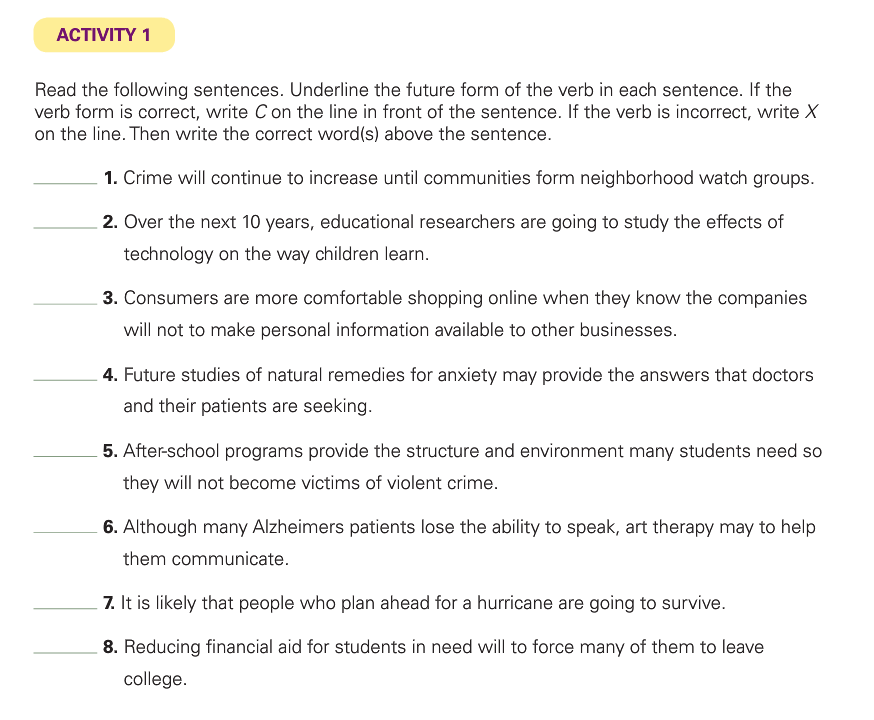 ACTIVITY 1
Read the following sentences. Underline the future form of the verb in each sentence. If the
verb form is correct, write C on the line in front of the sentence. If the verb is incorrect, write X
on the line. Then write the correct word(s) above the sentence.
1. Crime will continue to increase until communities form neighborhood watch groups.
2. Over the next 10 years, educational researchers are going to study the effects of
technology on the way children learn.
3. Consumers are more comfortable shopping online when they know the companies
will not to make personal information available to other businesses.
4. Future studies of natural remedies for anxiety may provide the answers that doctors
and their patients are seeking.
5. After-school programs provide the structure and environment many students need so
they will not become victims of violent crime.
6. Although many Alzheimers patients lose the ability to speak, art therapy may to help
them communicate.
7. It is likely that people who plan ahead for a hurricane are going to survive.
8. Reducing financial aid for students in need will to force many of them to leave
college.